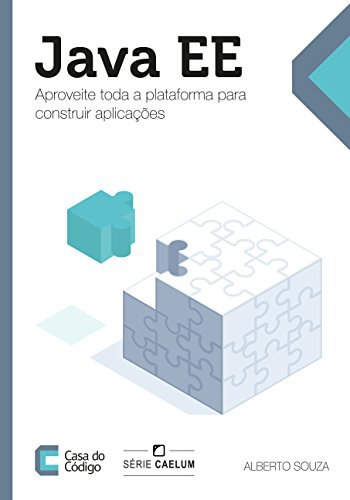 Java EE
Aproveite toda a plataforma para
construir aplicações
Casa do
Código
SÉRIE CAELUM
ALBERTO SOUZA